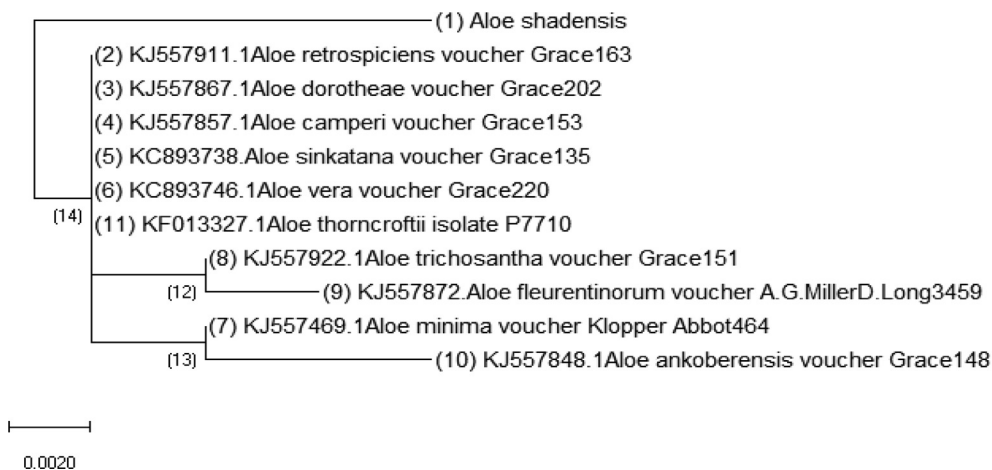 (1) Aloe shadensis
(2) KJ557911.1Aloe retrospiciens voucher Grace163
(3) KJ557867.1Aloe dorotheae voucher Grace202
(4) KJ557857.1Aloe camperi voucher Grace153
(5) KC893738.Aloe sinkatana voucher Grace135
(6) KC893746.1Aloe vera voucher Grace220
(14)
(11) KF013327.1Aloe thorncroftii isolate P7710
(8) KJ557922.1Aloe trichosantha voucher Grace151
(12)
(9) KJ557872.Aloe fleurentinorum voucher A.G.MillerD.Long3459
(7) KJ557469.1Aloe minima voucher Klopper Abbot464
(13)
(10) KJ557848.1Aloe ankoberensis voucher Grace148
0.0020